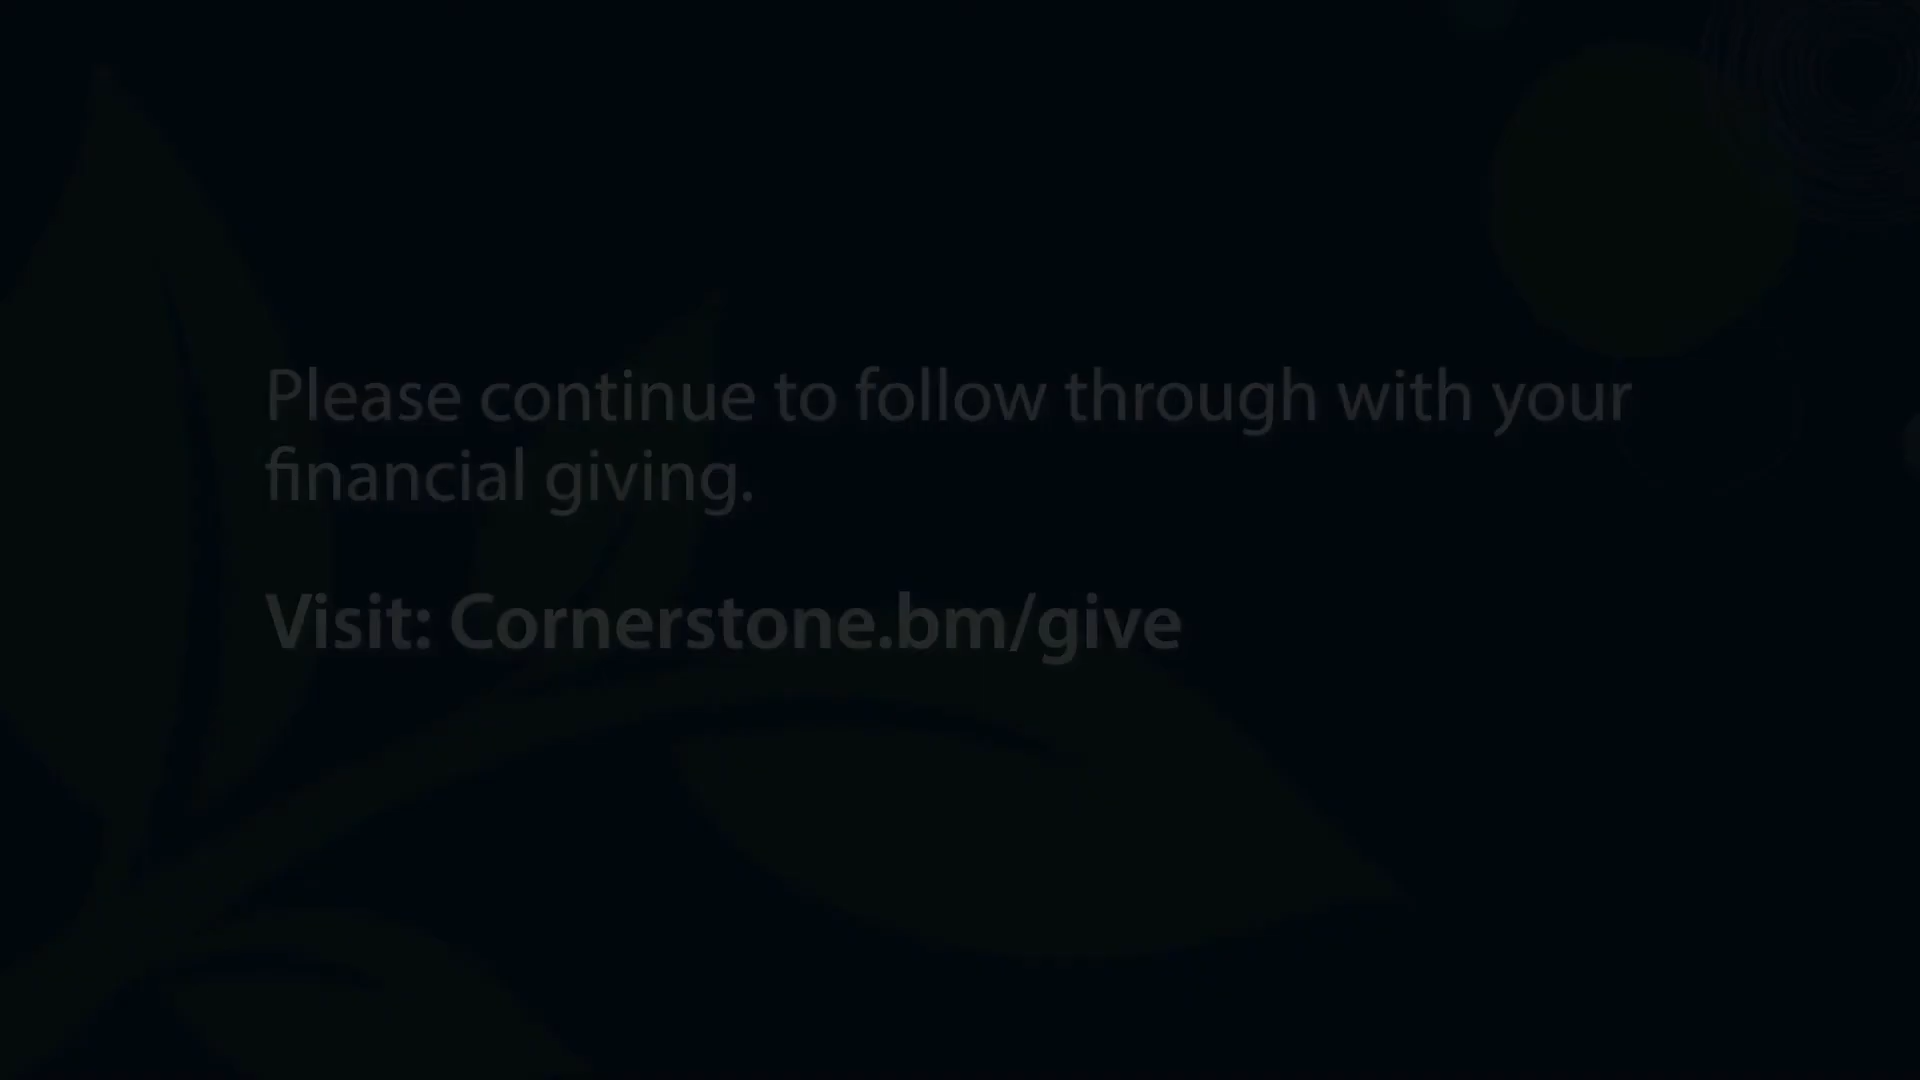 Please continue to follow through with your
financial giving.
Visit: Cornerstone.bm/give